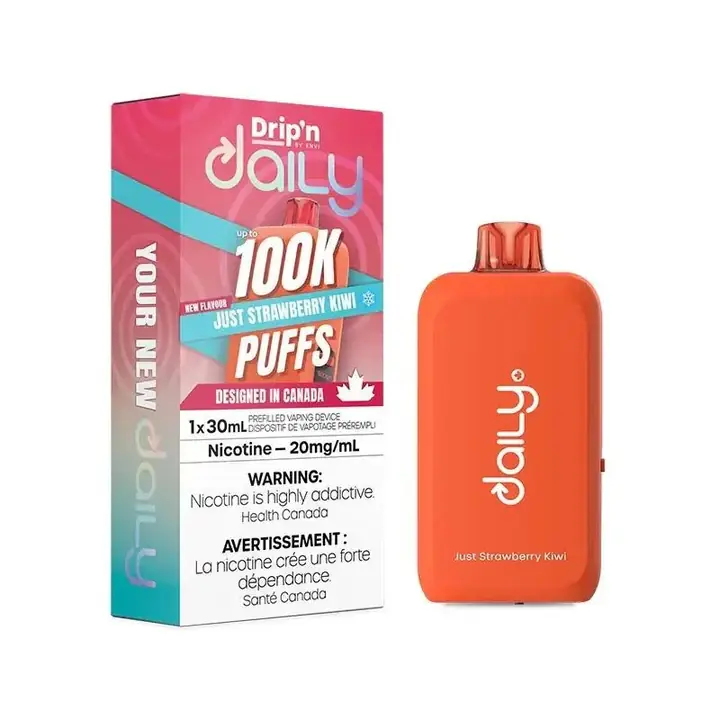 Drip'n
BY ENVI
daily
up to
100K
NEW FLAVOUR
JUST STRAWBERRY KIWI
PUFFS
DESIGNED IN CANADA
1 x 30mL PREFILLED VAPING DEVICE
DISPOSITIF DE VAPOTAGE PRÉREMPLI
Nicotine – 20mg/mL
WARNING:
Nicotine is highly addictive.
Health Canada
AVERTISSEMENT :
La nicotine crée une forte
dépendance.
Santé Canada
YOUR NEW daily
daily
Just Strawberry Kiwi